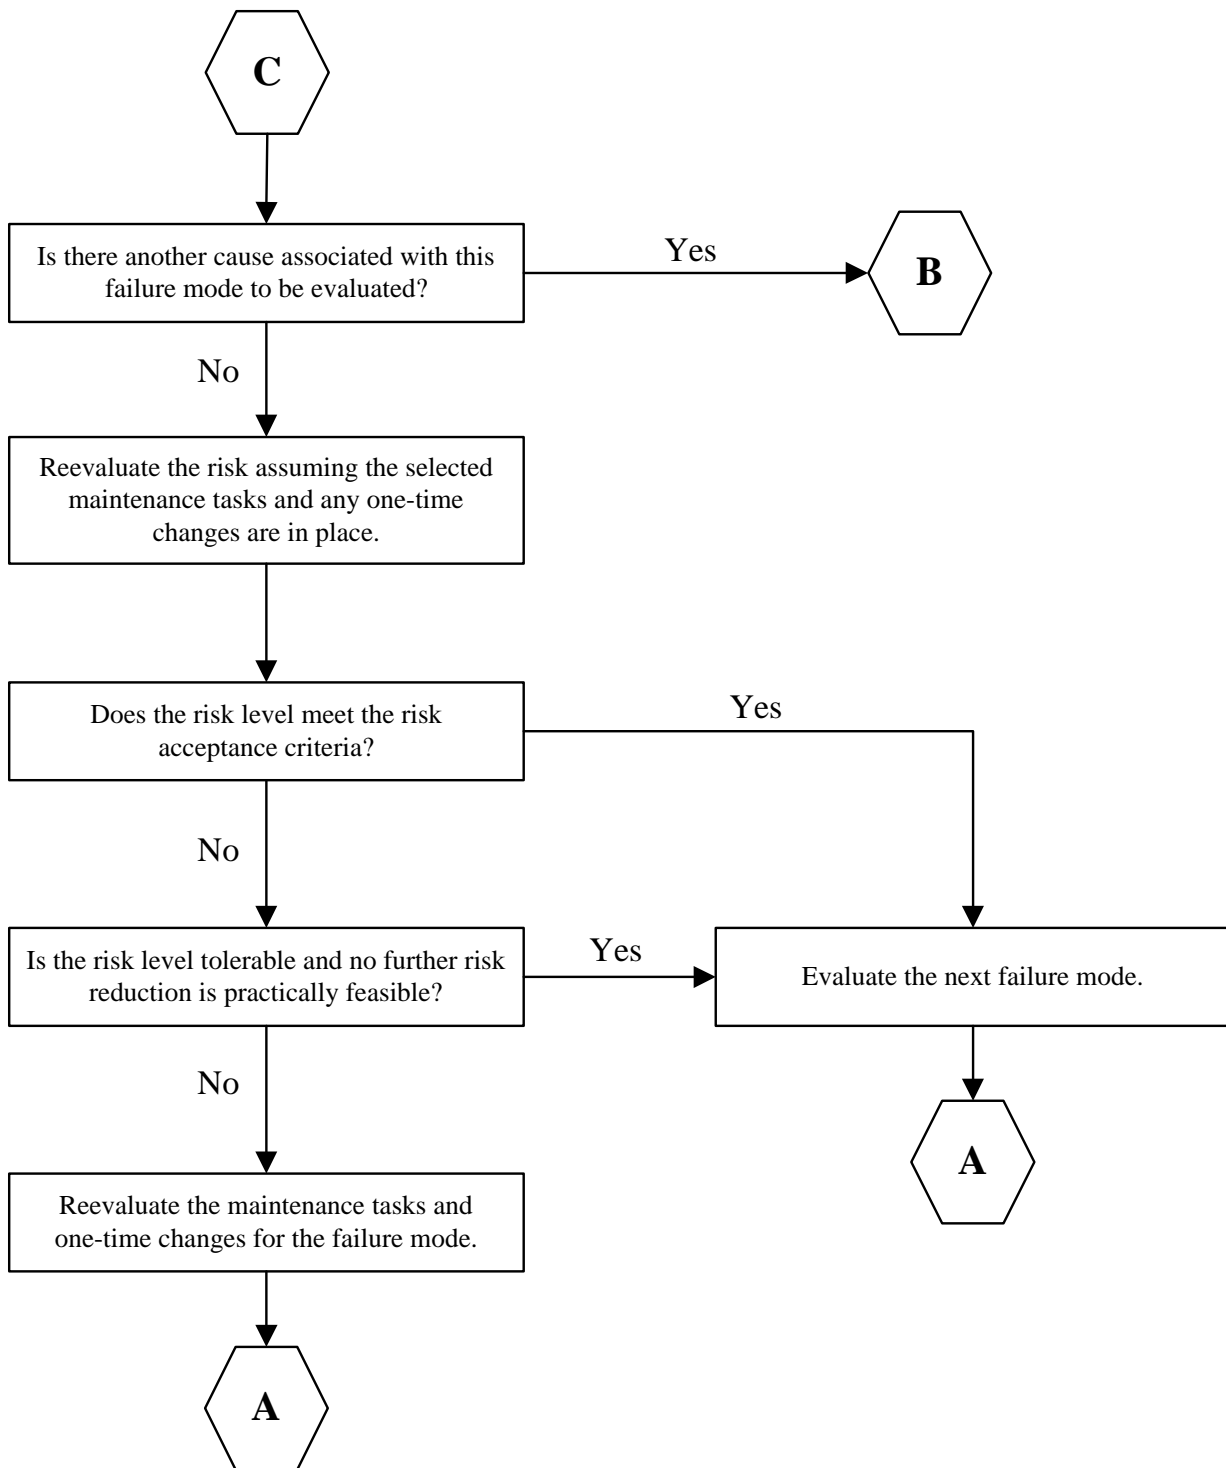 C
Is there another cause associated with this
failure mode to be evaluated?
Yes
B
No
Reevaluate the risk assuming the selected
maintenance tasks and any one-time
changes are in place.
Does the risk level meet the risk
acceptance criteria?
Yes
No
Is the risk level tolerable and no further risk
reduction is practically feasible?
Yes
Evaluate the next failure mode.
No
A
Reevaluate the maintenance tasks and
one-time changes for the failure mode.
A